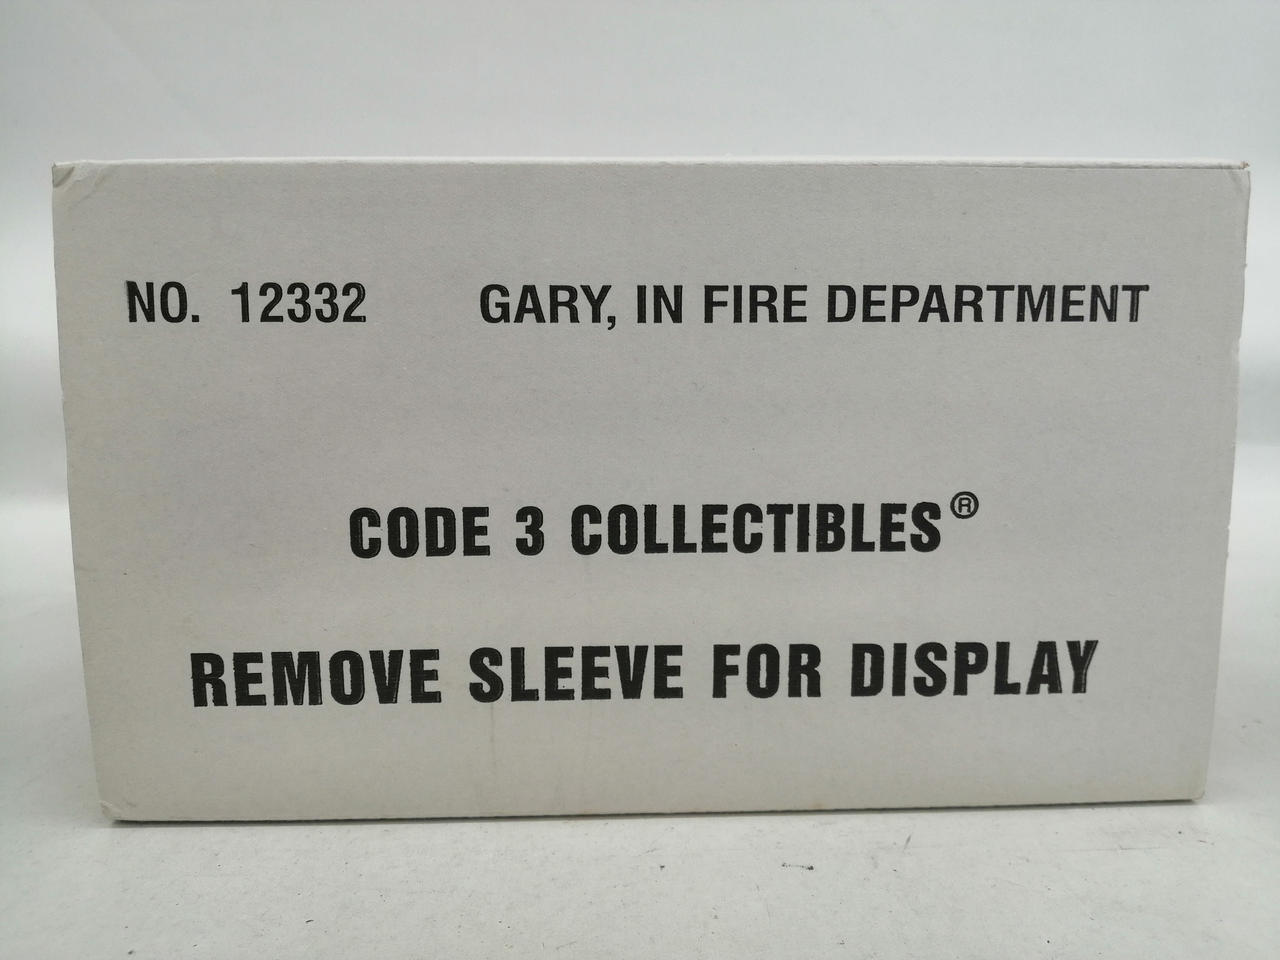 NO. 12332 GARY, IN FIRE DEPARTMENT
CODE 3 COLLECTIBLES®
REMOVE SLEEVE FOR DISPLAY